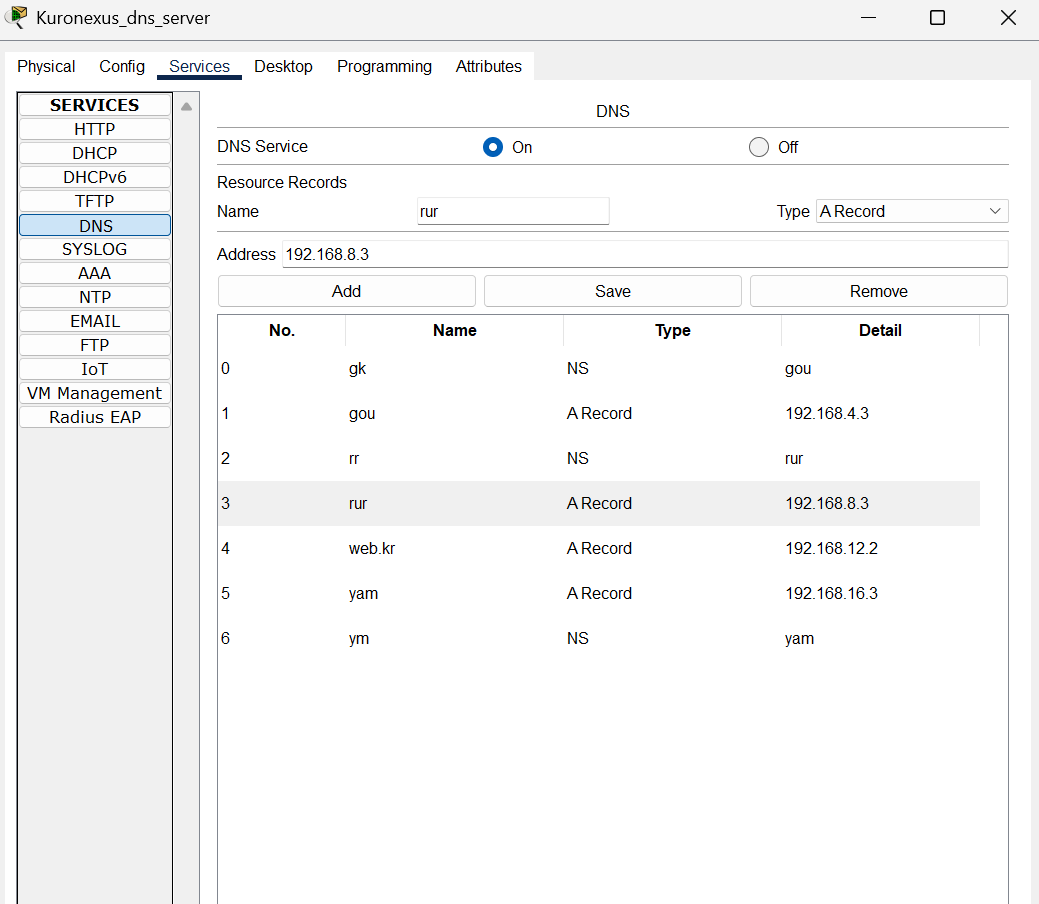 Kuronexus_dns_server
Physical Config Services Desktop Programming Attributes
SERVICES
HTTP
DHCP
DHCPv6
TFTP
DNS
SYSLOG
AAA
NTP
EMAIL
FTP
IoT
VM Management
Radius EAP
DNS
DNS Service On Off
Resource Records
Name rur Type A Record
Address 192.168.8.3
Add Save Remove
No. Name Type Detail
0 gk NS gou
1 gou A Record 192.168.4.3
2 rr NS rur
3 rur A Record 192.168.8.3
4 web.kr A Record 192.168.12.2
5 yam A Record 192.168.16.3
6 ym NS yam